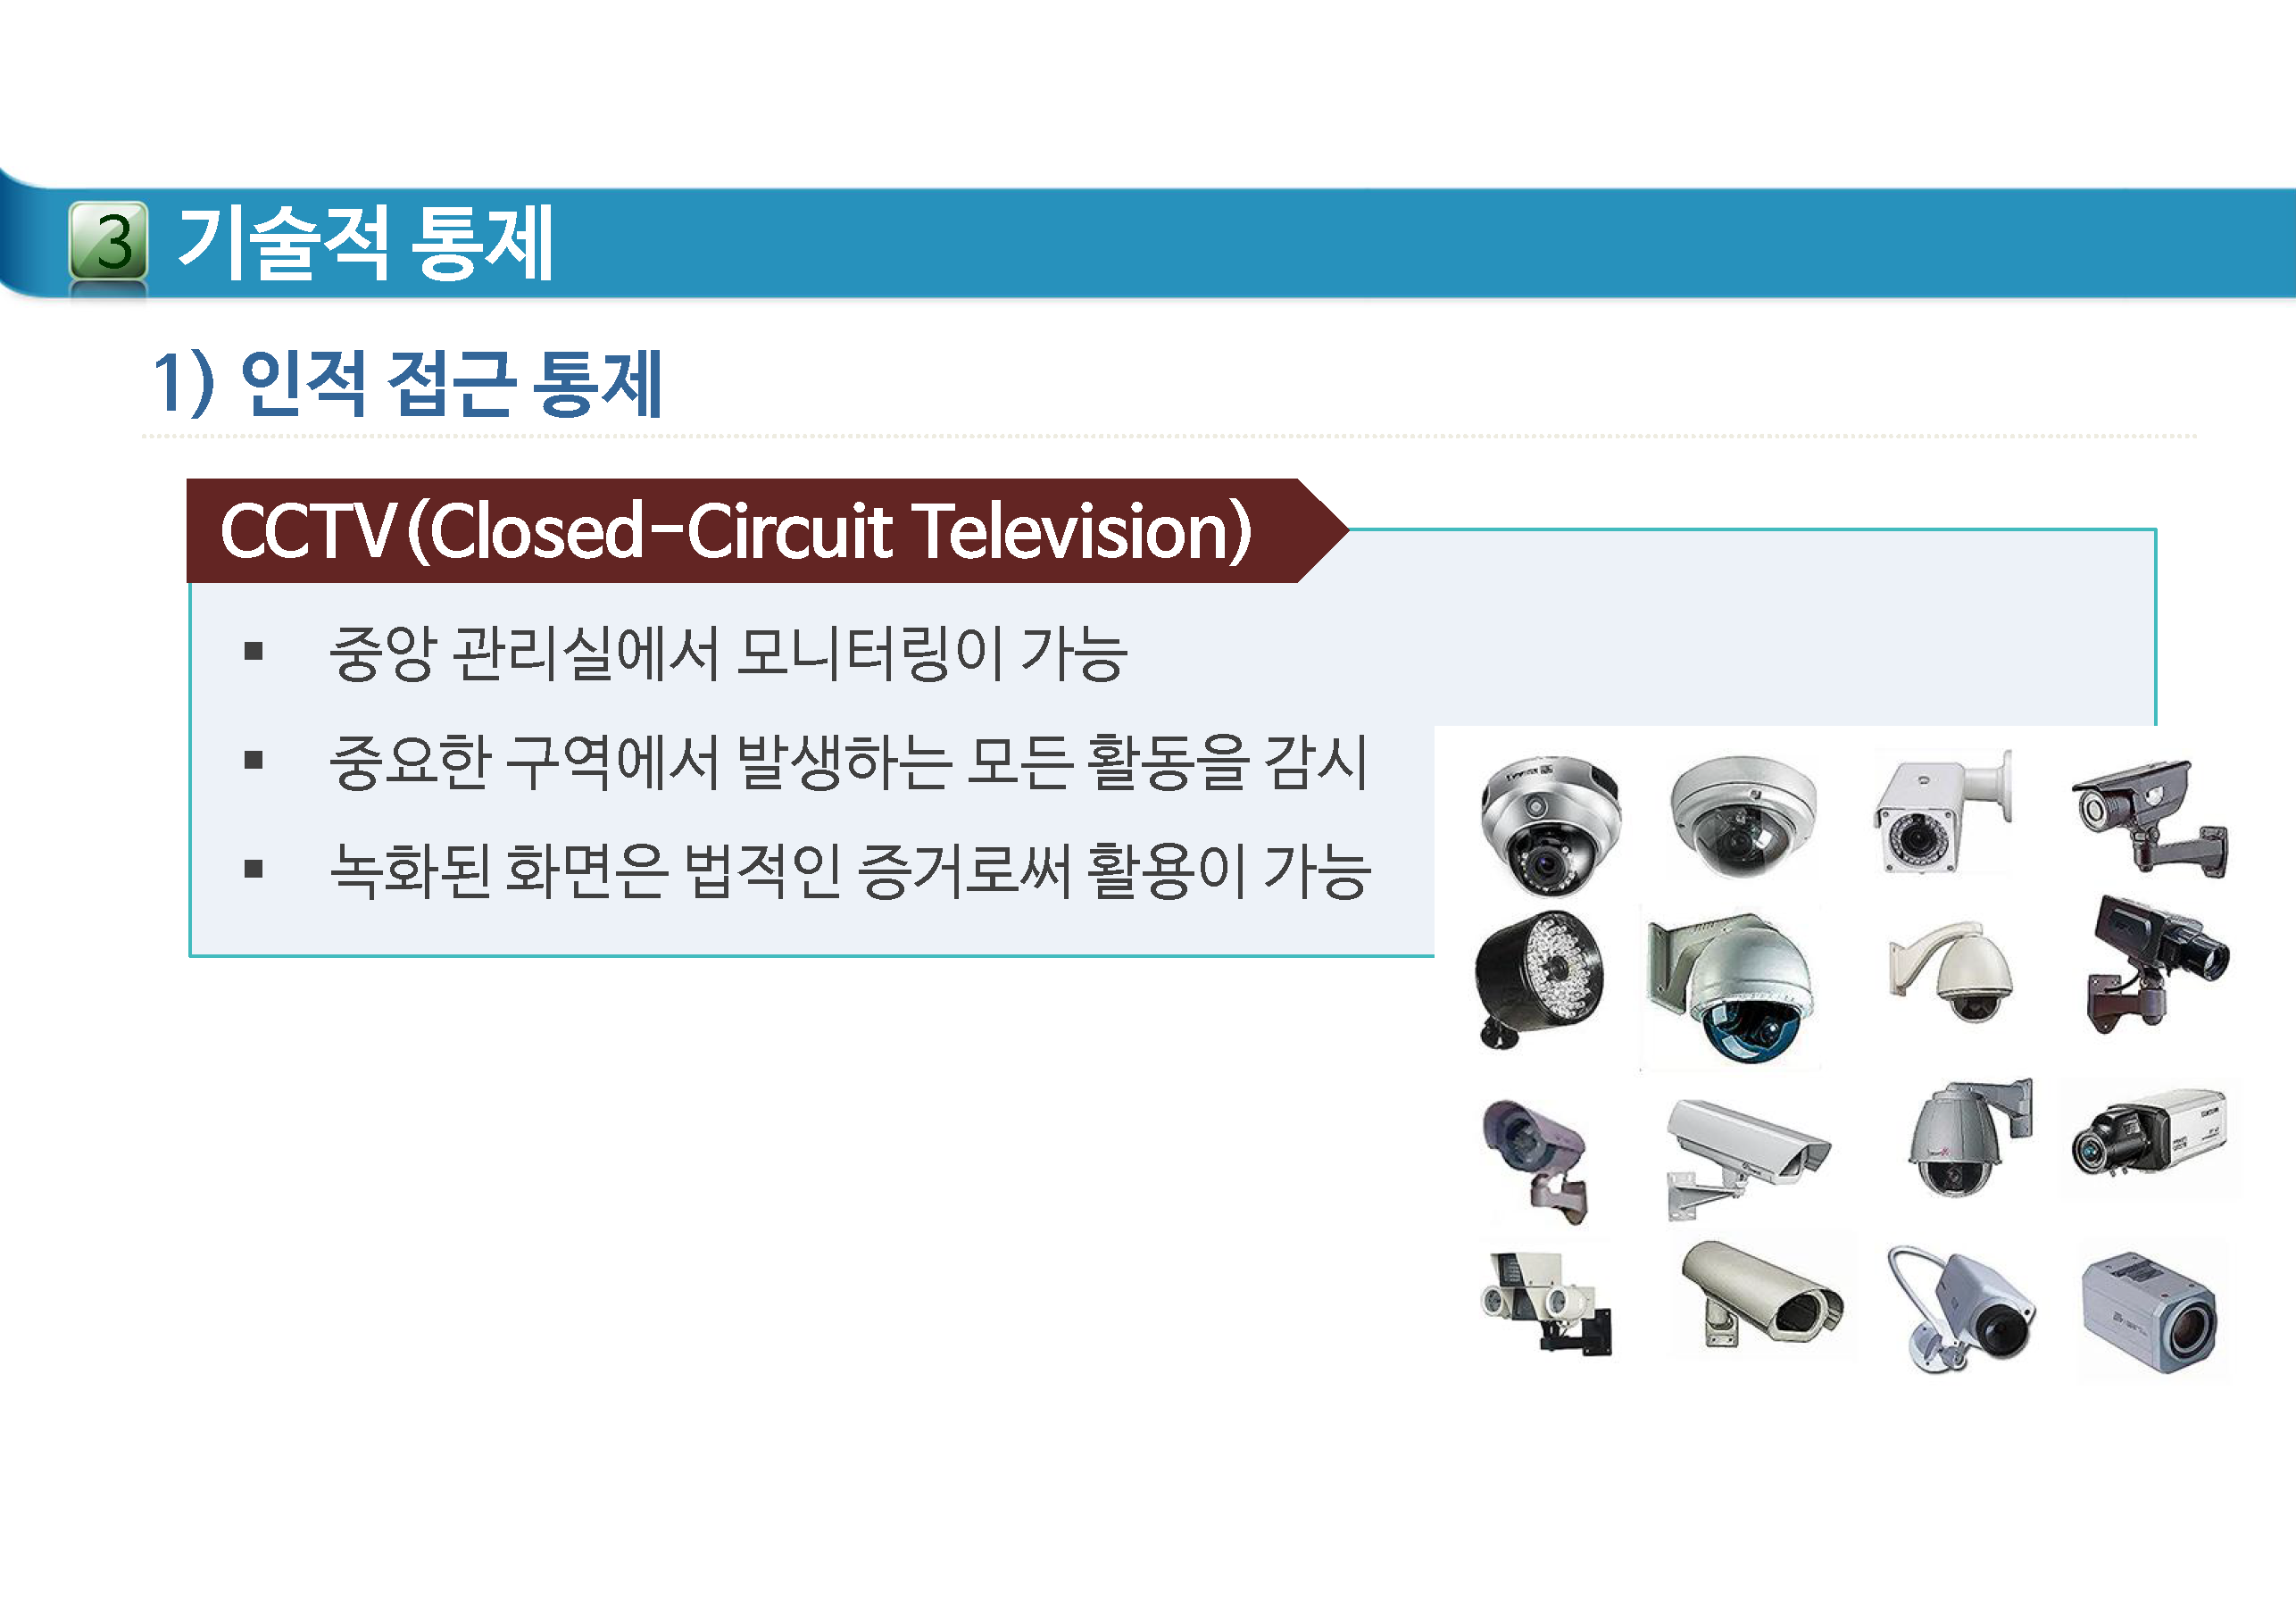 3 기술적 통제
1) 인적 접근 통제
CCTV(Closed-Circuit Television)
▪ 중앙 관리실에서 모니터링이 가능
▪ 중요한 구역에서 발생하는 모든 활동을 감시
▪ 녹화된 화면은 법적인 증거로써 활용이 가능